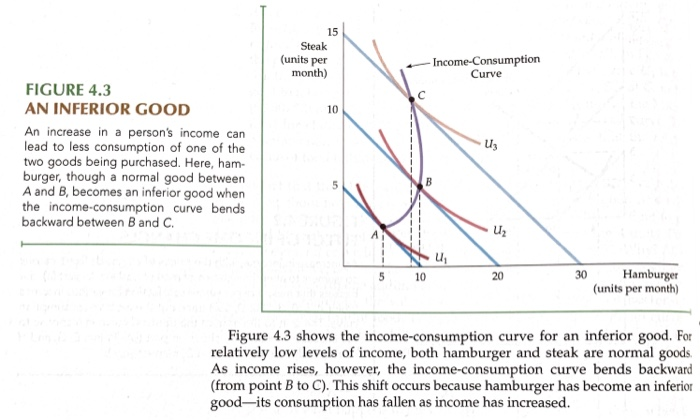 FIGURE 4.3
AN INFERIOR GOOD
An increase in a person's income can
lead to less consumption of one of the
two goods being purchased. Here, ham-
burger, though a normal good between
A and B, becomes an inferior good when
the income-consumption curve bends
backward between B and C.
Steak
(units per
month)
15
10
5
Income-Consumption
Curve
C
B
A
U3
U2
U1
5
10
20
30
Hamburger
(units per month)
Figure 4.3 shows the income-consumption curve for an inferior good. For
relatively low levels of income, both hamburger and steak are normal goods.
As income rises, however, the income-consumption curve bends backward
(from point B to C). This shift occurs because hamburger has become an inferior
good—its consumption has fallen as income has increased.